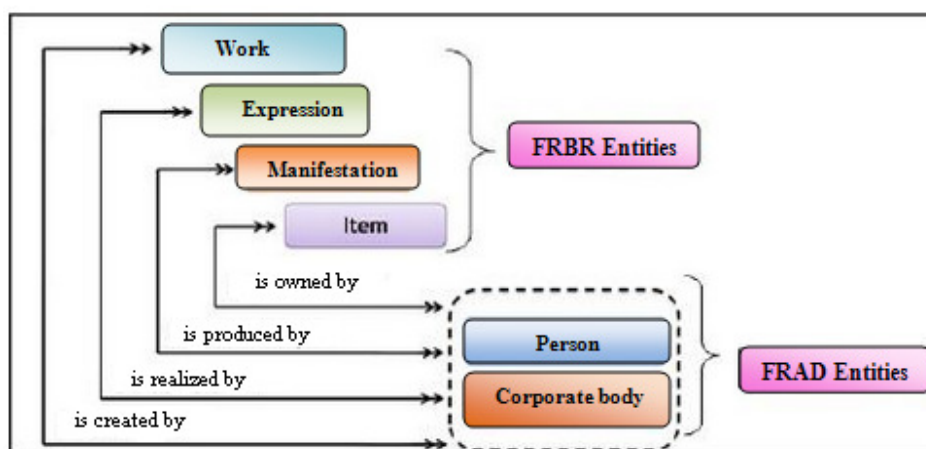 Work
Expression
FRBR Entities
Manifestation
Item
is owned by
is produced by
Person
FRAD Entities
is realized by
Corporate body
is created by